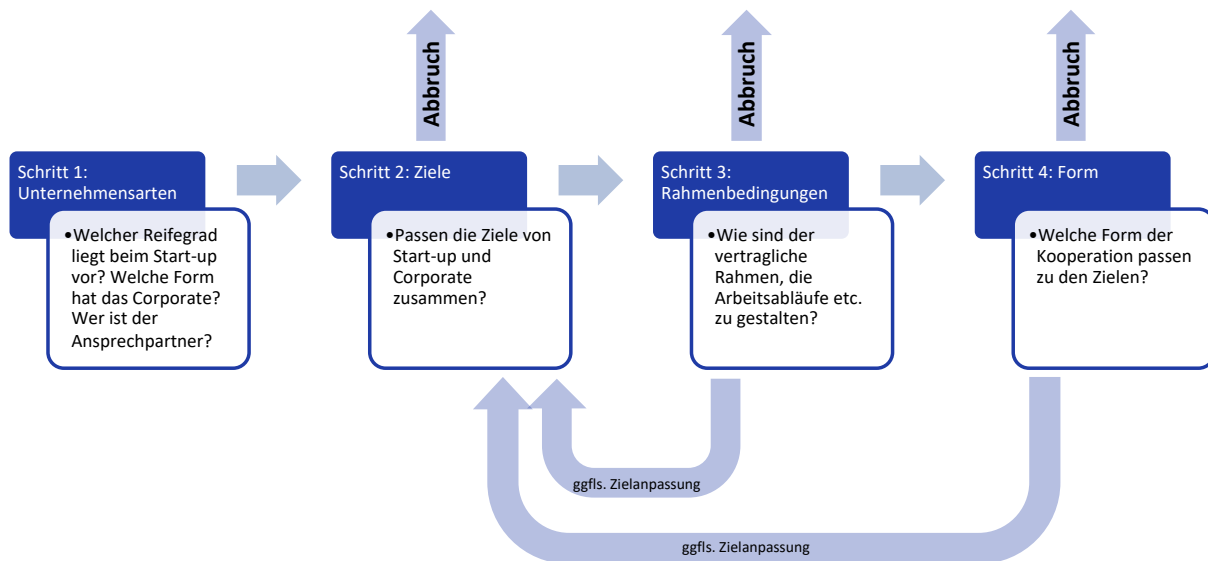 Abbruch
Abbruch
Abbruch
Schritt 1:
Unternehmensarten
•Welcher Reifegrad
liegt beim Start-up
vor? Welche Form
hat das Corporate?
Wer ist der
Ansprechpartner?
Schritt 2: Ziele
•Passen die Ziele von
Start-up und
Corporate
zusammen?
Schritt 3:
Rahmenbedingungen
•Wie sind der
vertragliche
Rahmen, die
Arbeitsabläufe etc.
zu gestalten?
Schritt 4: Form
•Welche Form der
Kooperation passen
zu den Zielen?
ggfls. Zielanpassung
ggfls. Zielanpassung